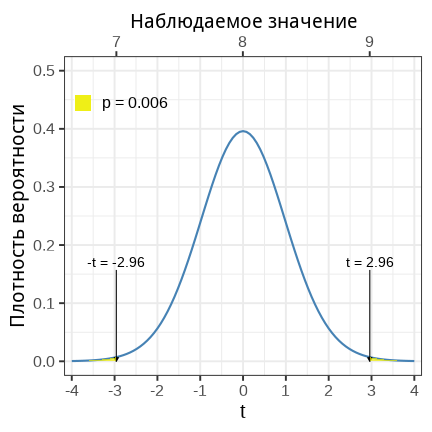 Наблюдаемое значение
7 8 9
0.5
p = 0.006
0.4
0.3
0.2
-t = -2.96 t = 2.96
0.1
0.0
Плотность вероятности
-4 -3 -2 -1 0 1 2 3 4
t